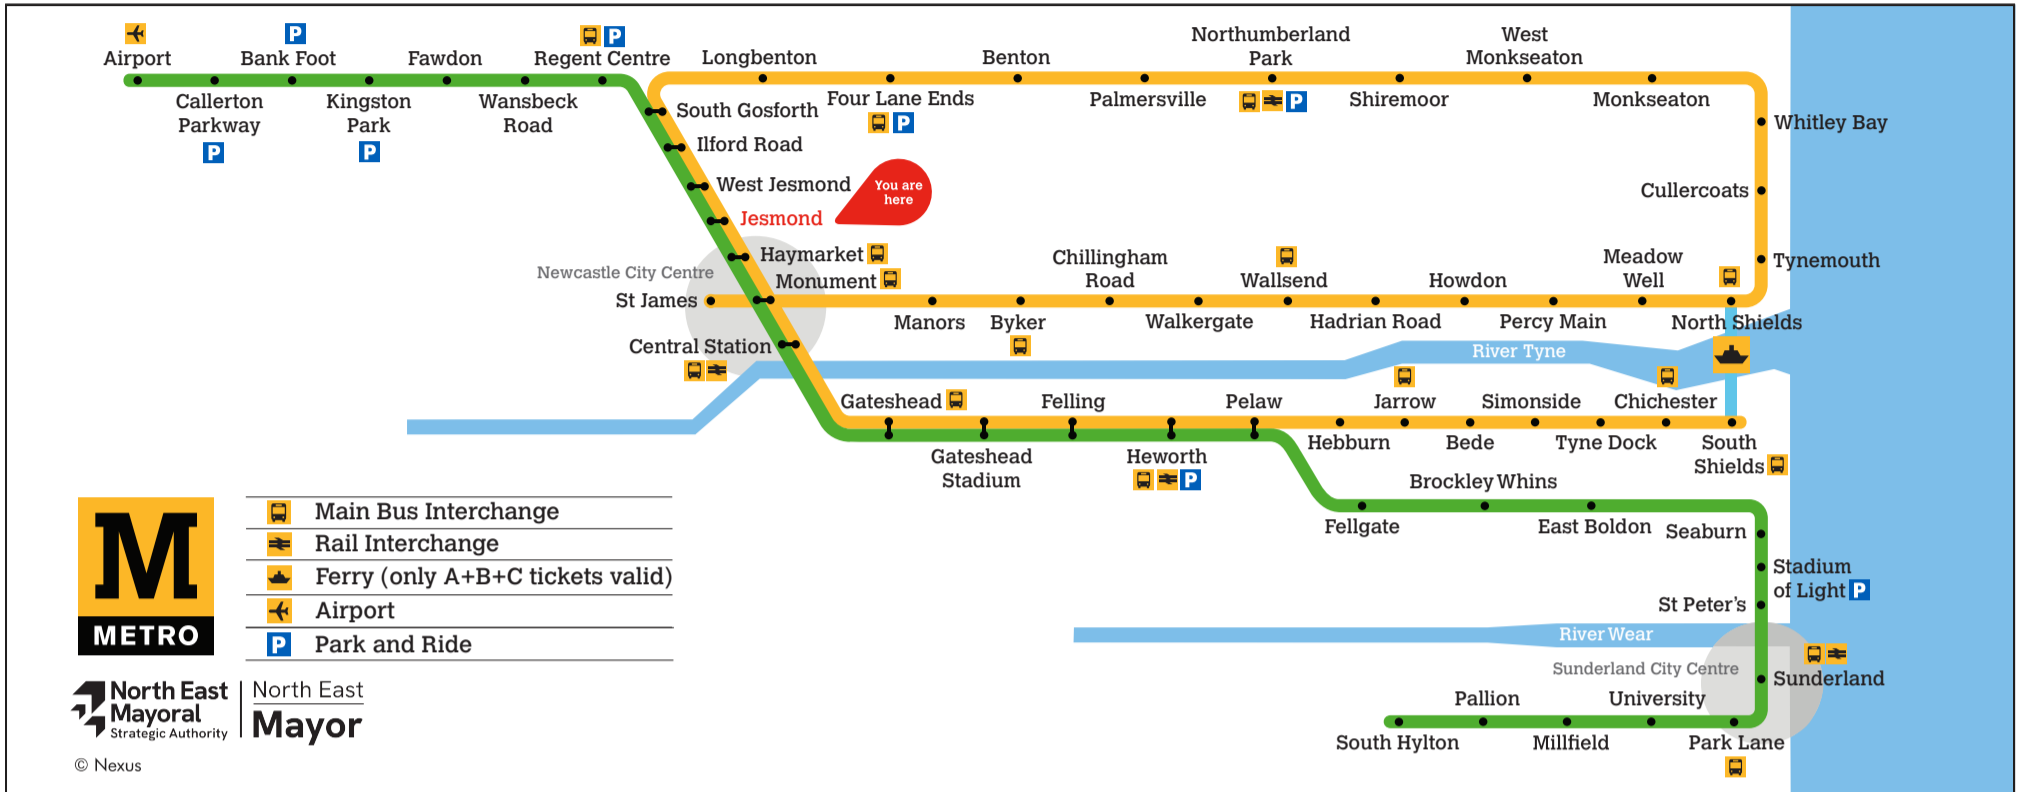 Airport
Callerton
Parkway
P
Bank Foot
P
Kingston
Park
P
Fawdon
Wansbeck
Road
Regent Centre
P
South Gosforth
Ilford Road
West Jesmond
Jesmond
You are
here
Haymarket
Monument
Newcastle City Centre
St James
Central Station
Longbenton
Four Lane Ends
P
Benton
Palmersville
Northumberland
Park
P
Shiremoor
West
Monkseaton
Monkseaton
Whitley Bay
Cullercoats
Tynemouth
North Shields
Meadow
Well
Percy Main
Howdon
Hadrian Road
Wallsend
Walkergate
Chillingham
Road
Byker
Manors
River Tyne
Gateshead
Gateshead
Stadium
Felling
Heworth
P
Pelaw
Hebburn
Jarrow
Bede
Simonside
Tyne Dock
Chichester
South
Shields
Fellgate
Brockley Whins
East Boldon
Seaburn
Stadium
of Light P
St Peter's
River Wear
Sunderland City Centre
Sunderland
Park Lane
University
Millfield
Pallion
South Hylton
M
METRO
Main Bus Interchange
Rail Interchange
Ferry (only A+B+C tickets valid)
Airport
P Park and Ride
North East
Mayoral
Strategic Authority
North East
Mayor
© Nexus